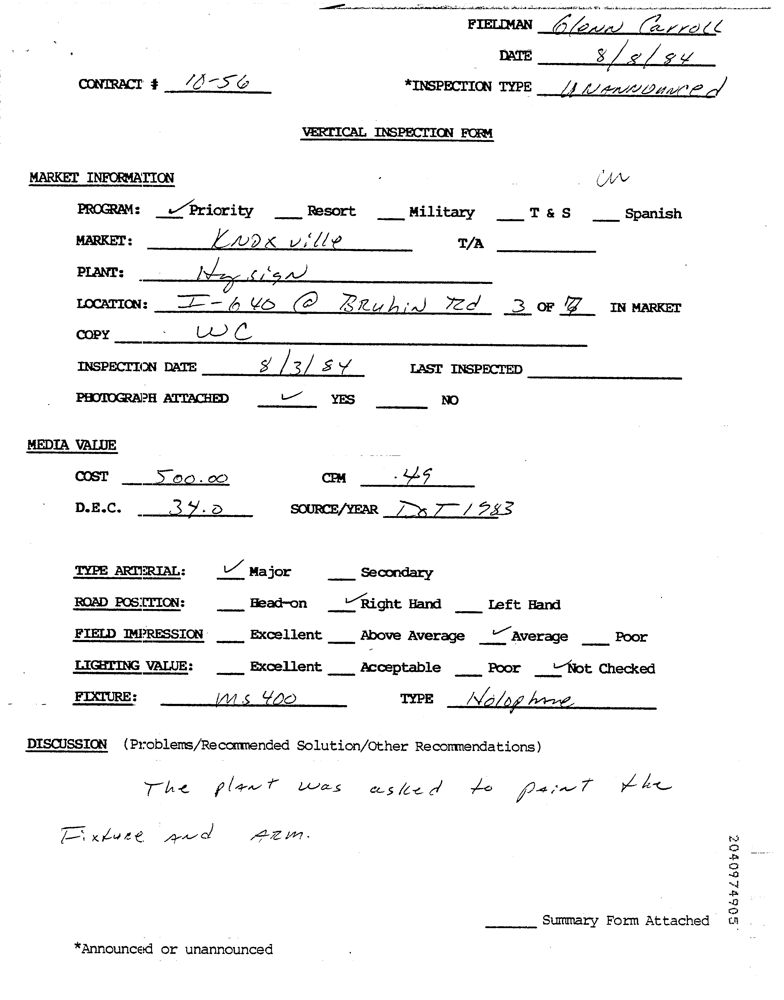 FIELDMAN Glenn Carroll
DATE 8/8/84
CONTRACT # 10-56 *INSPECTION TYPE UNANNOUNCED
VERTICAL INSPECTION FORM
MARKET INFORMATION
PROGRAM: ✓ Priority ___ Resort ___ Military ___ T & S ___ Spanish
MARKET: KNOXville T/A ___
PLANT: Hy sign
LOCATION: I-640 @ BRuhiN Rd 3 OF IN MARKET
COPY WC
INSPECTION DATE 8/3/84 LAST INSPECTED ___
PHOTOGRAPH ATTACHED ✓ YES ___ NO
MEDIA VALUE
COST 500.00 CPM .49
D.E.C. 34.0 SOURCE/YEAR DOT 1983
TYPE ARTERIAL: ✓ Major ___ Secondary
ROAD POSITION: ___ Head-on ✓ Right Hand ___ Left Hand
FIELD IMPRESSION ___ Excellent ___ Above Average ✓ Average ___ Poor
LIGHTING VALUE: ___ Excellent ___ Acceptable ___ Poor ✓ Not Checked
FIXTURE: MS 400 TYPE Holophme
DISCUSSION (Problems/Recommended Solution/Other Recommendations)
The plant was asked to paint the
Fixture and Arm.
2040974905
___ Summary Form Attached
*Announced or unannounced